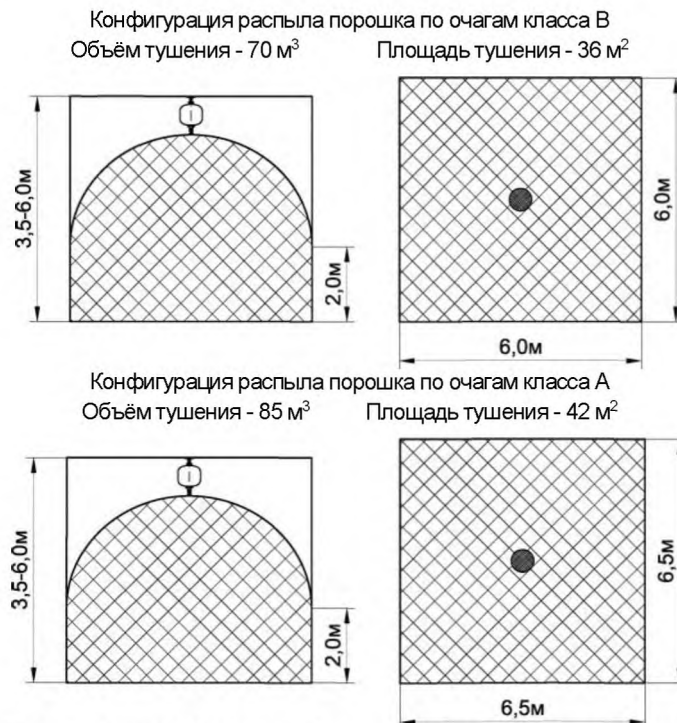 Конфигурация распыла порошка по очагам класса В
Объём тушения - 70 м³ Площадь тушения - 36 м²
3,5-6,0м
2,0м
6,0м
6,0м
Конфигурация распыла порошка по очагам класса А
Объём тушения - 85 м³ Площадь тушения - 42 м²
3,5-6,0м
2,0м
6,5м
6,5м